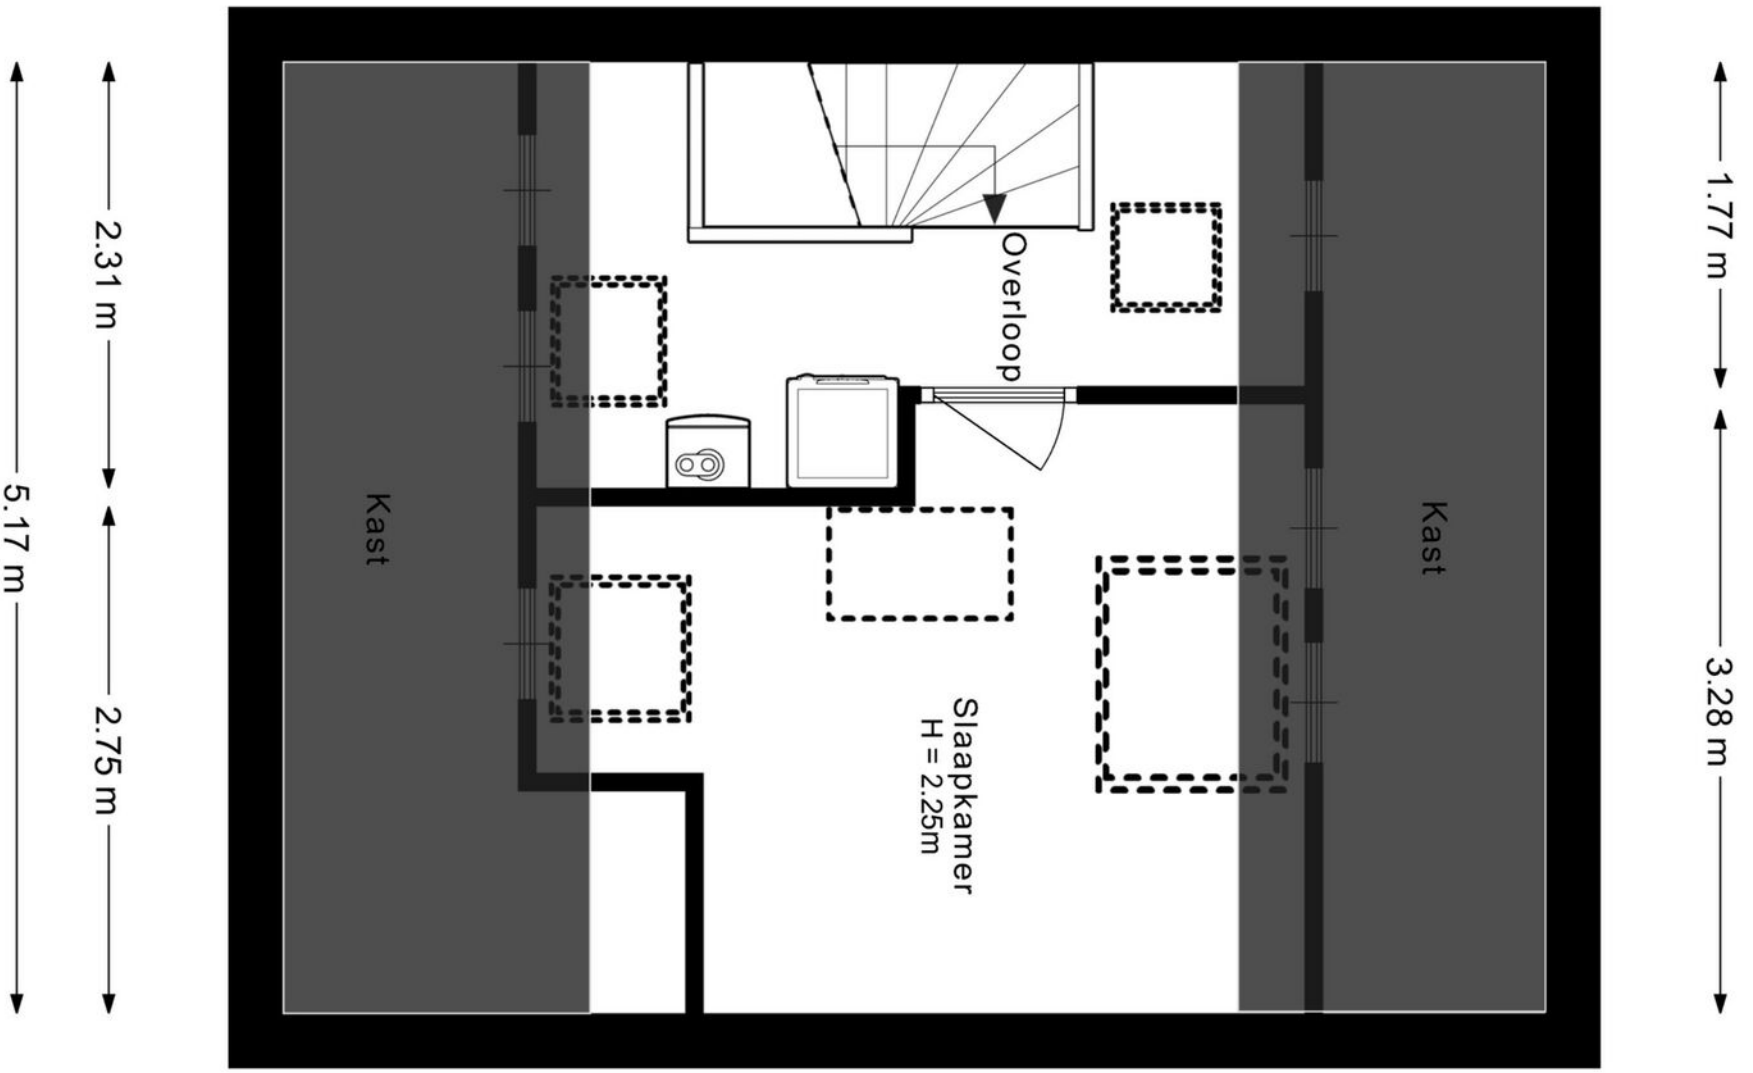 1.77 m
3.28 m
Kast
Overloop
Slaapkamer
H = 2.25m
Kast
2.31 m
2.75 m
5.17 m